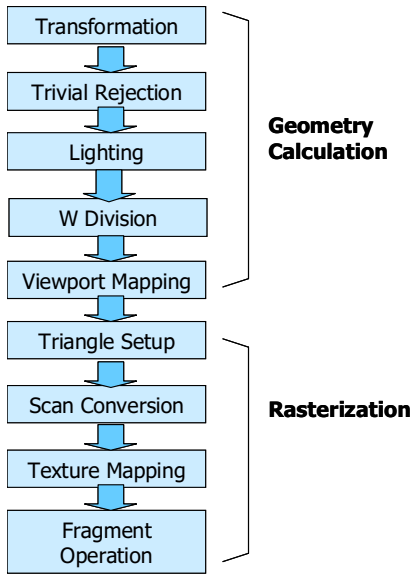 Transformation
Trivial Rejection
Lighting
W Division
Viewport Mapping
Geometry
Calculation
Triangle Setup
Scan Conversion
Texture Mapping
Fragment
Operation
Rasterization